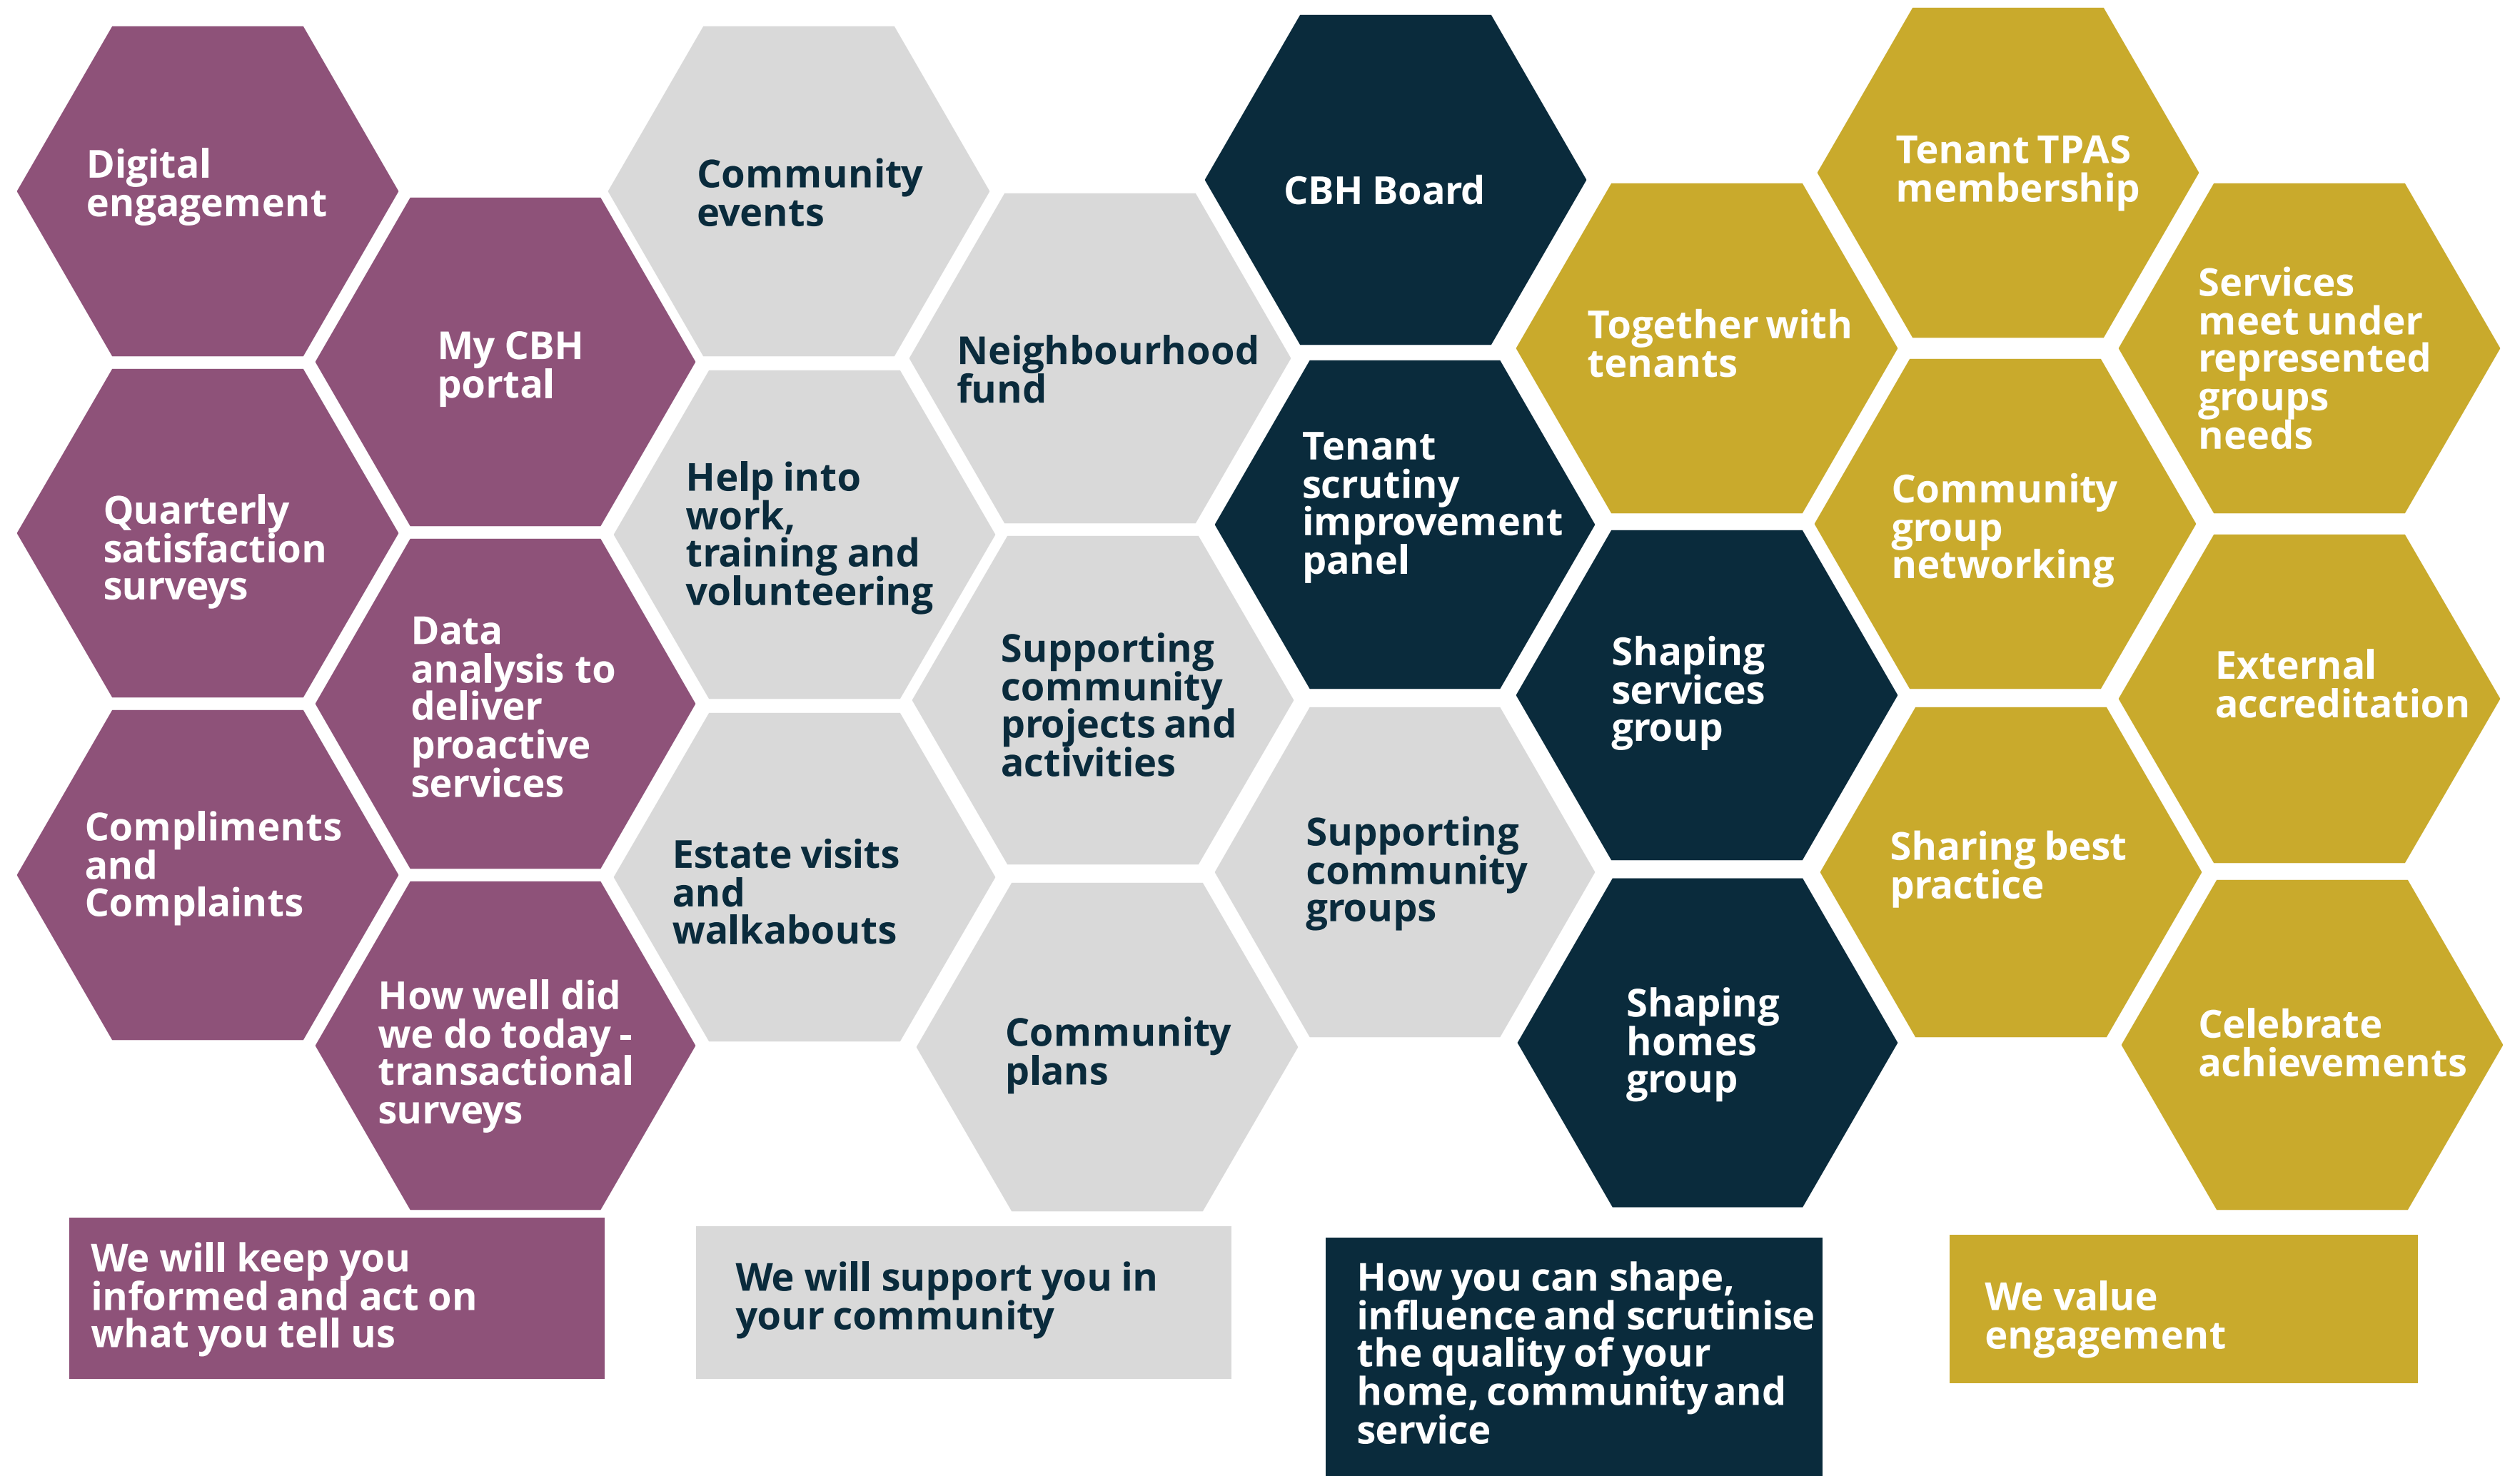 Digital
engagement
My CBH
portal
Quarterly
satisfaction
surveys
Data
analysis to
deliver
proactive
services
Compliments
and
Complaints
How well did
we do today -
transactional
surveys
Community
events
Neighbourhood
fund
Help into
work,
training and
volunteering
Supporting
community
projects and
activities
Estate visits
and
walkabouts
Community
plans
Supporting
community
groups
CBH Board
Tenant
scrutiny
improvement
panel
Shaping
services
group
Shaping
homes
group
Together with
tenants
Tenant TPAS
membership
Services
meet under
represented
groups
needs
Community
group
networking
External
accreditation
Sharing best
practice
Celebrate
achievements
We will keep you
informed and act on
what you tell us
We will support you in
your community
How you can shape,
influence and scrutinise
the quality of your
home, community and
service
We value
engagement